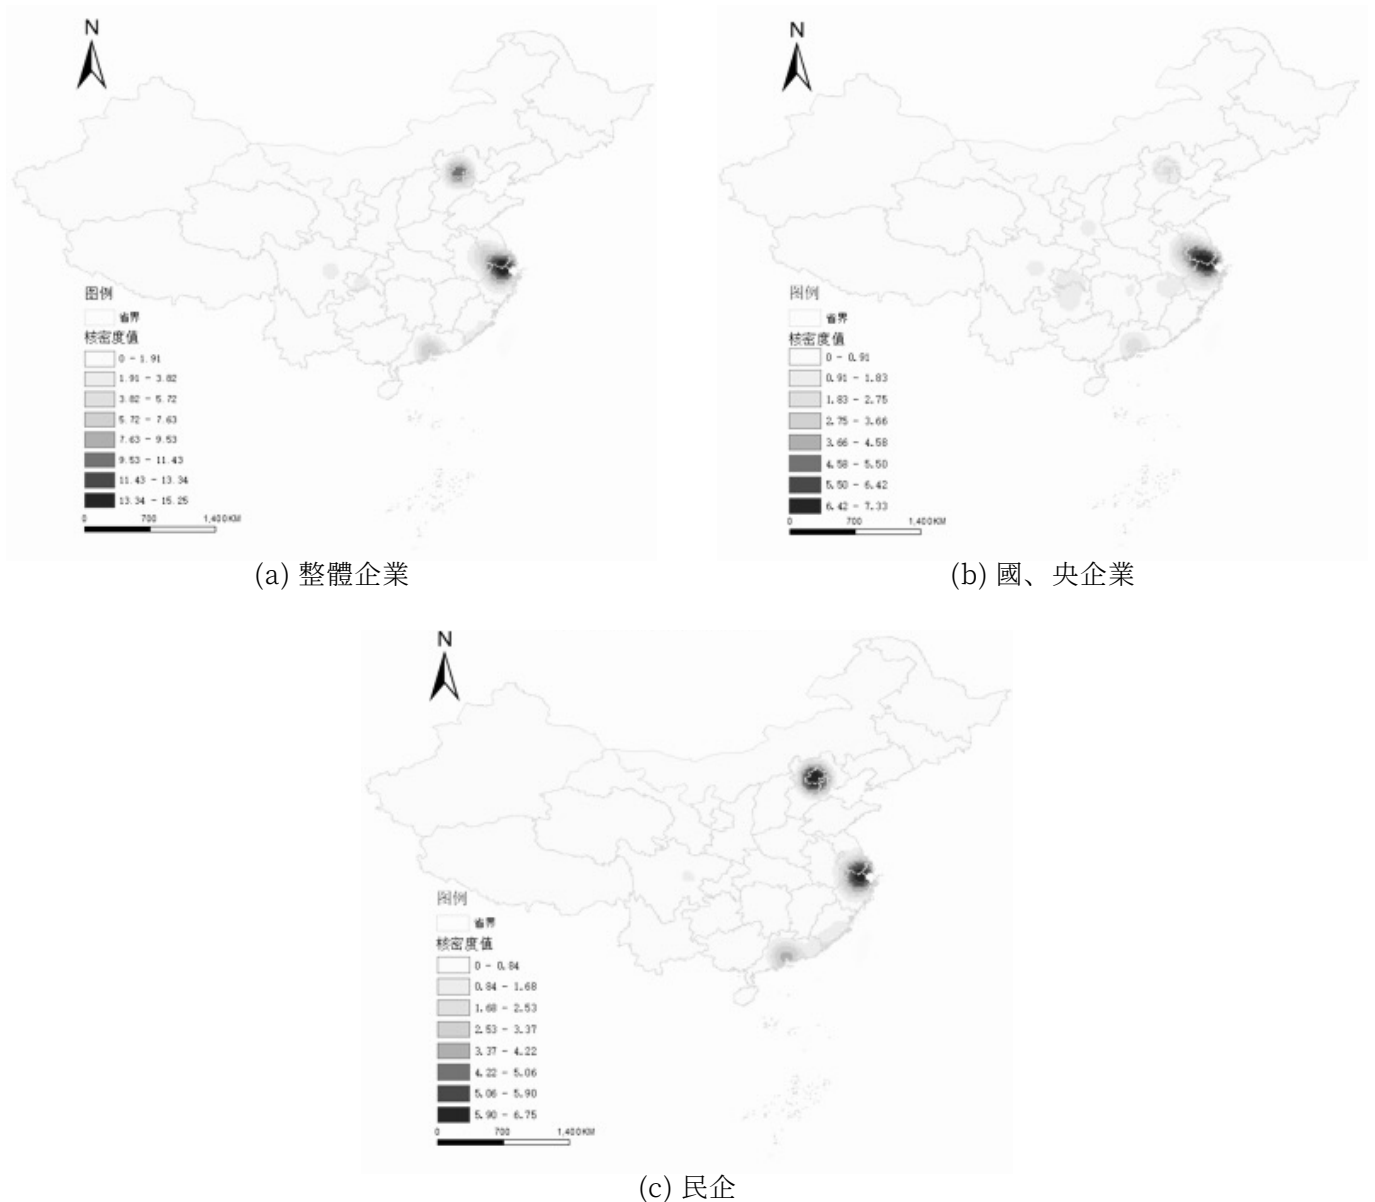 N
图例
省界
核密度值
0 - 1.91
1.91 - 3.82
3.82 - 5.72
5.72 - 7.63
7.63 - 9.53
9.53 - 11.43
11.43 - 13.34
13.34 - 15.25
0 700 1,400KM
(a) 整體企業
N
图例
省界
核密度值
0 - 0.91
0.91 - 1.83
1.83 - 2.75
2.75 - 3.66
3.66 - 4.58
4.58 - 5.50
5.50 - 6.42
6.42 - 7.33
0 700 1,400KM
(b) 國、央企業
N
图例
省界
核密度值
0 - 0.84
0.84 - 1.68
1.68 - 2.53
2.53 - 3.37
3.37 - 4.22
4.22 - 5.06
5.06 - 5.90
5.90 - 6.75
0 700 1,400KM
(c) 民企